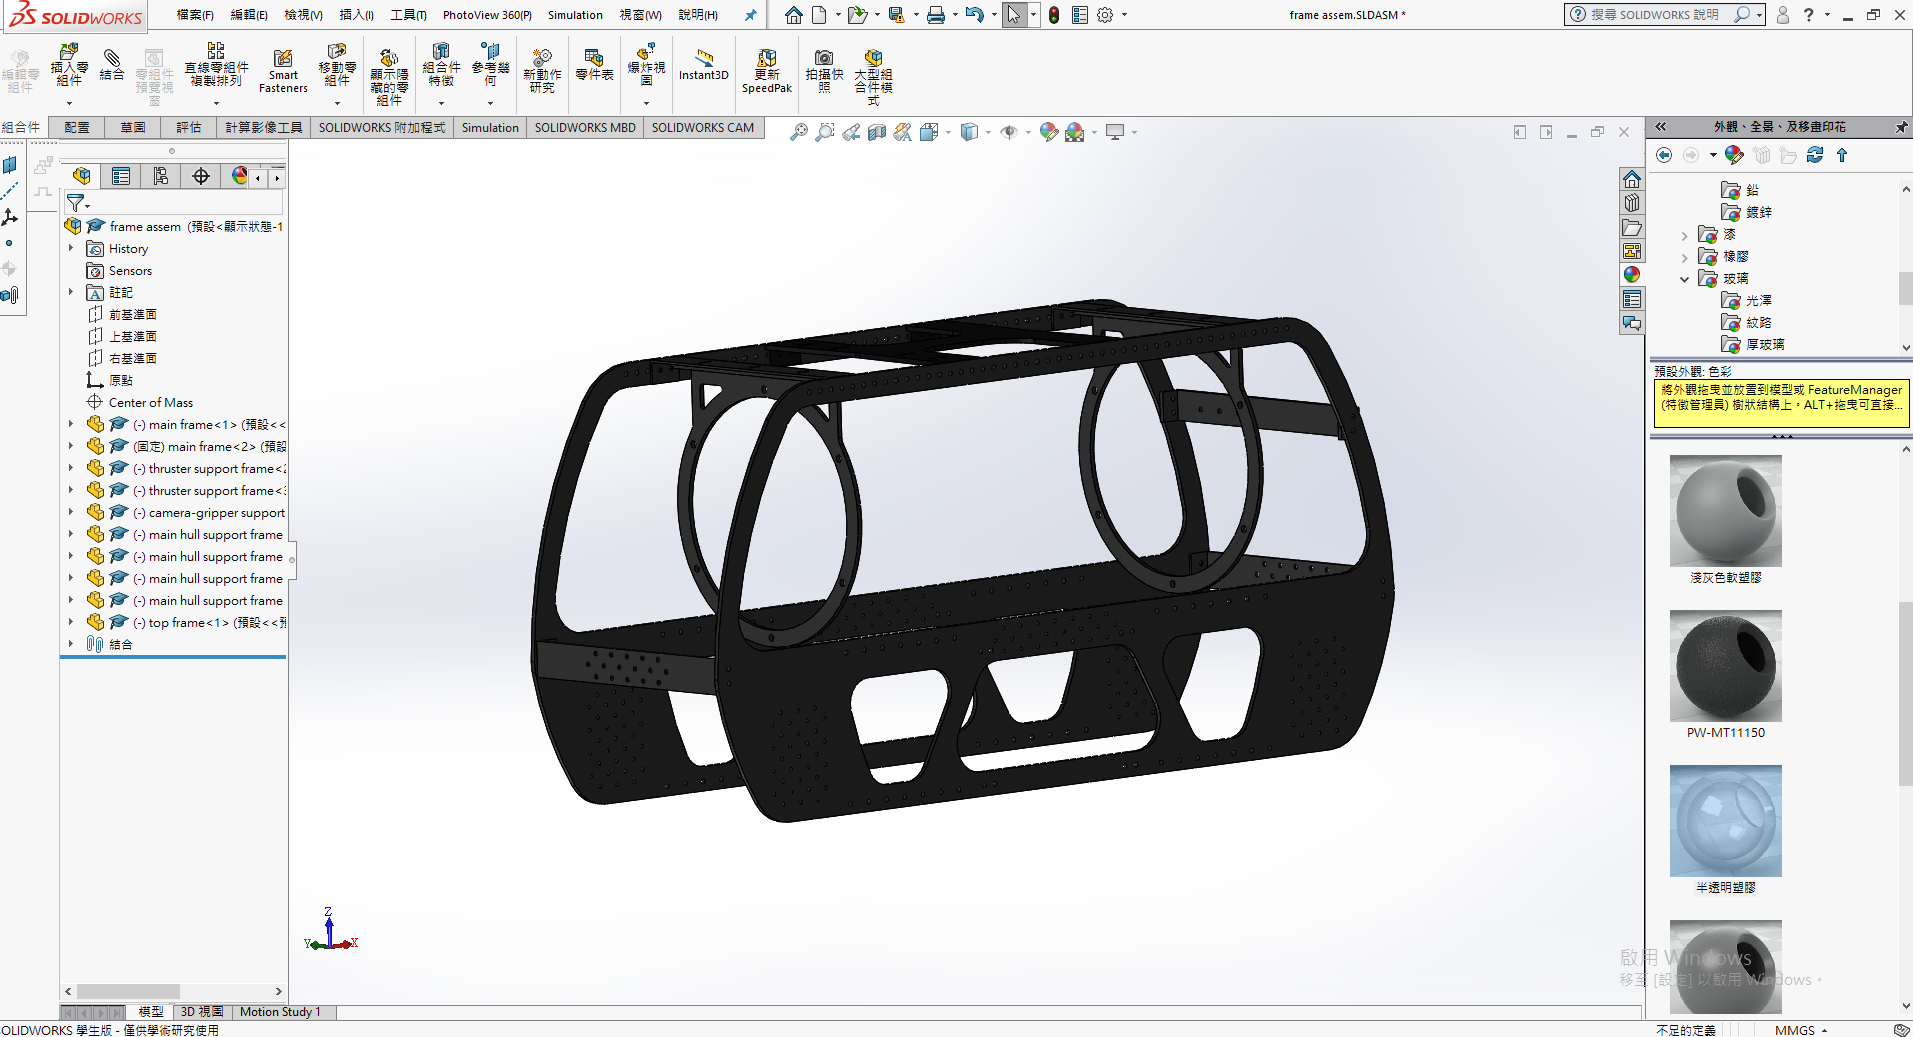 SOLIDWORKS
檔案(F) 編輯(E) 檢視(V) 插入(I) 工具(T) PhotoView 360(P) Simulation 視窗(W) 說明(H)
frame assem.SLDASM *
搜尋 SOLIDWORKS 說明
編輯零組件
插入零組件
結合
零組件預覽視窗
直線零組件複製排列
Smart Fasteners
移動零組件
顯示隱藏的零組件
組合件特徵
參考幾何
新動作研究
零件表
爆炸視圖
Instant3D
更新 SpeedPak
拍攝快照
大型組合件模式
組合件 配置 草圖 評估 計算影像工具 SOLIDWORKS 附加程式 Simulation SOLIDWORKS MBD SOLIDWORKS CAM
frame assem (預設<顯示狀態-1
History
Sensors
註記
前基準面
上基準面
右基準面
原點
Center of Mass
(-) main frame<1> (預設<<
(固定) main frame<2> (預設
(-) thruster support frame<2
(-) thruster support frame<3
(-) camera-gripper support
(-) main hull support frame
(-) main hull support frame
(-) main hull support frame
(-) main hull support frame
(-) top frame<1> (預設<<預
結合
Z
Y
X
外觀、全景、及移畫印花
鉛
鍍鋅
漆
橡膠
玻璃
光澤
紋路
厚玻璃
預設外觀: 色彩
將外觀拖曳並放置到模型或 FeatureManager
(特徵管理員) 樹狀結構上。ALT+拖曳可直接...
淺灰色軟塑膠
PW-MT11150
半透明塑膠
啟用 Windows
移至 [設定] 以啟用 Windows。
模型 3D 視圖 Motion Study 1
OLIDWORKS 學生版 - 僅供學術研究使用
不足的定義
MMGS